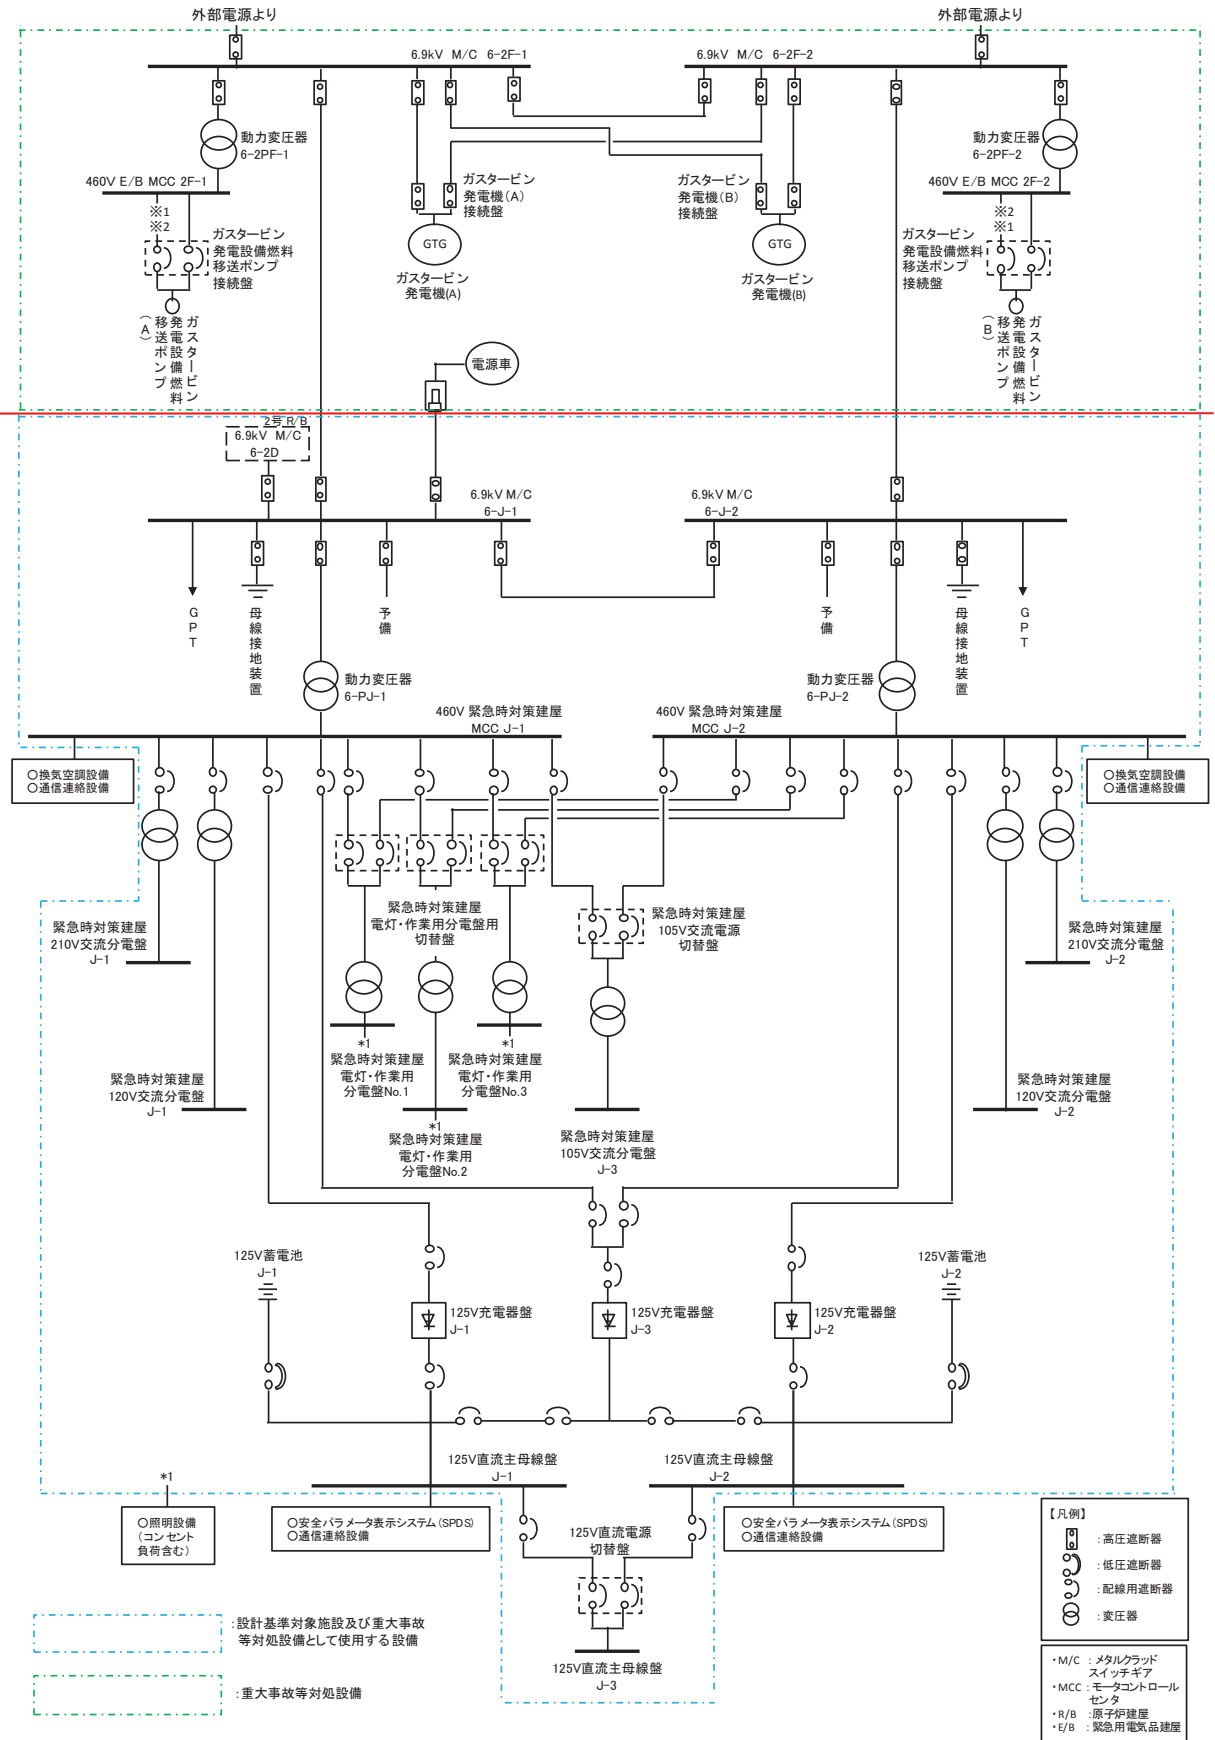 外部電源より
外部電源より
6.9kV M/C 6-2F-1
6.9kV M/C 6-2F-2
動力変圧器
6-2PF-1
動力変圧器
6-2PF-2
460V E/B MCC 2F-1
460V E/B MCC 2F-2
ガスタービン
発電機(A)
接続盤
ガスタービン
発電機(B)
接続盤
※1
※2
※2
※1
ガスタービン
発電設備燃料
移送ポンプ
接続盤
ガスタービン
発電設備燃料
移送ポンプ
接続盤
GTG
GTG
ガスタービン
発電機(A)
ガスタービン
発電機(B)
ガスタービン
発電設備燃料
移送ポンプ
(A)
ガスタービン
発電設備燃料
移送ポンプ
(B)
電源車
2号 R/B
6.9kV M/C
6-2D
6.9kV M/C
6-J-1
6.9kV M/C
6-J-2
GPT
母線接地装置
予備
予備
母線接地装置
GPT
動力変圧器
6-PJ-1
動力変圧器
6-PJ-2
460V 緊急時対策建屋
MCC J-1
460V 緊急時対策建屋
MCC J-2
○換気空調設備
○通信連絡設備
○換気空調設備
○通信連絡設備
緊急時対策建屋
210V交流分電盤
J-1
緊急時対策建屋
電灯・作業用分電盤用
切替盤
緊急時対策建屋
105V交流電源
切替盤
緊急時対策建屋
210V交流分電盤
J-2
*1
緊急時対策建屋
電灯・作業用
分電盤No.1
*1
緊急時対策建屋
電灯・作業用
分電盤No.3
緊急時対策建屋
120V交流分電盤
J-1
緊急時対策建屋
120V交流分電盤
J-2
*1
緊急時対策建屋
電灯・作業用
分電盤No.2
緊急時対策建屋
105V交流分電盤
J-3
125V蓄電池
J-1
125V蓄電池
J-2
125V充電器盤
J-1
125V充電器盤
J-3
125V充電器盤
J-2
125V直流主母線盤
J-1
125V直流主母線盤
J-2
*1
○照明設備
(コンセント
負荷含む)
○安全パラメータ表示システム(SPDS)
○通信連絡設備
125V直流電源
切替盤
○安全パラメータ表示システム(SPDS)
○通信連絡設備
125V直流主母線盤
J-3
【凡例】
:高圧遮断器
:低圧遮断器
:配線用遮断器
:変圧器
・M/C :メタルクラッド
スイッチギア
・MCC :モータコントロール
センタ
・R/B :原子炉建屋
・E/B :緊急用電気品建屋
:設計基準対象施設及び重大事故
等対処設備として使用する設備
:重大事故等対処設備